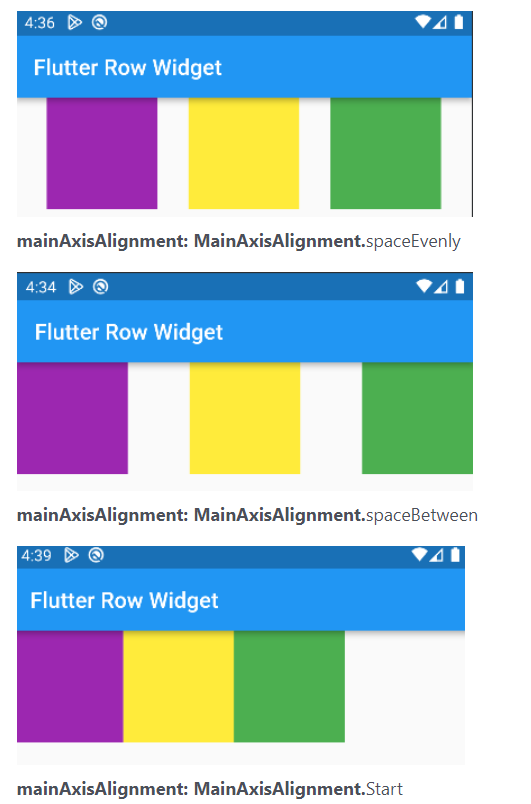 4:36
Flutter Row Widget
mainAxisAlignment: MainAxisAlignment.spaceEvenly
4:34
Flutter Row Widget
mainAxisAlignment: MainAxisAlignment.spaceBetween
4:39
Flutter Row Widget
mainAxisAlignment: MainAxisAlignment.Start